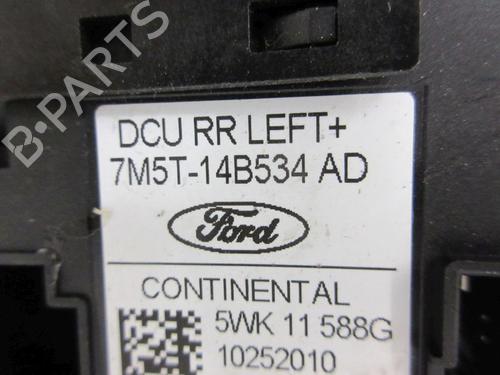 DCU RR LEFT+
7M5T-14B534 AD
Ford
CONTINENTAL
5WK 11 588G
10252010
B-PARTS